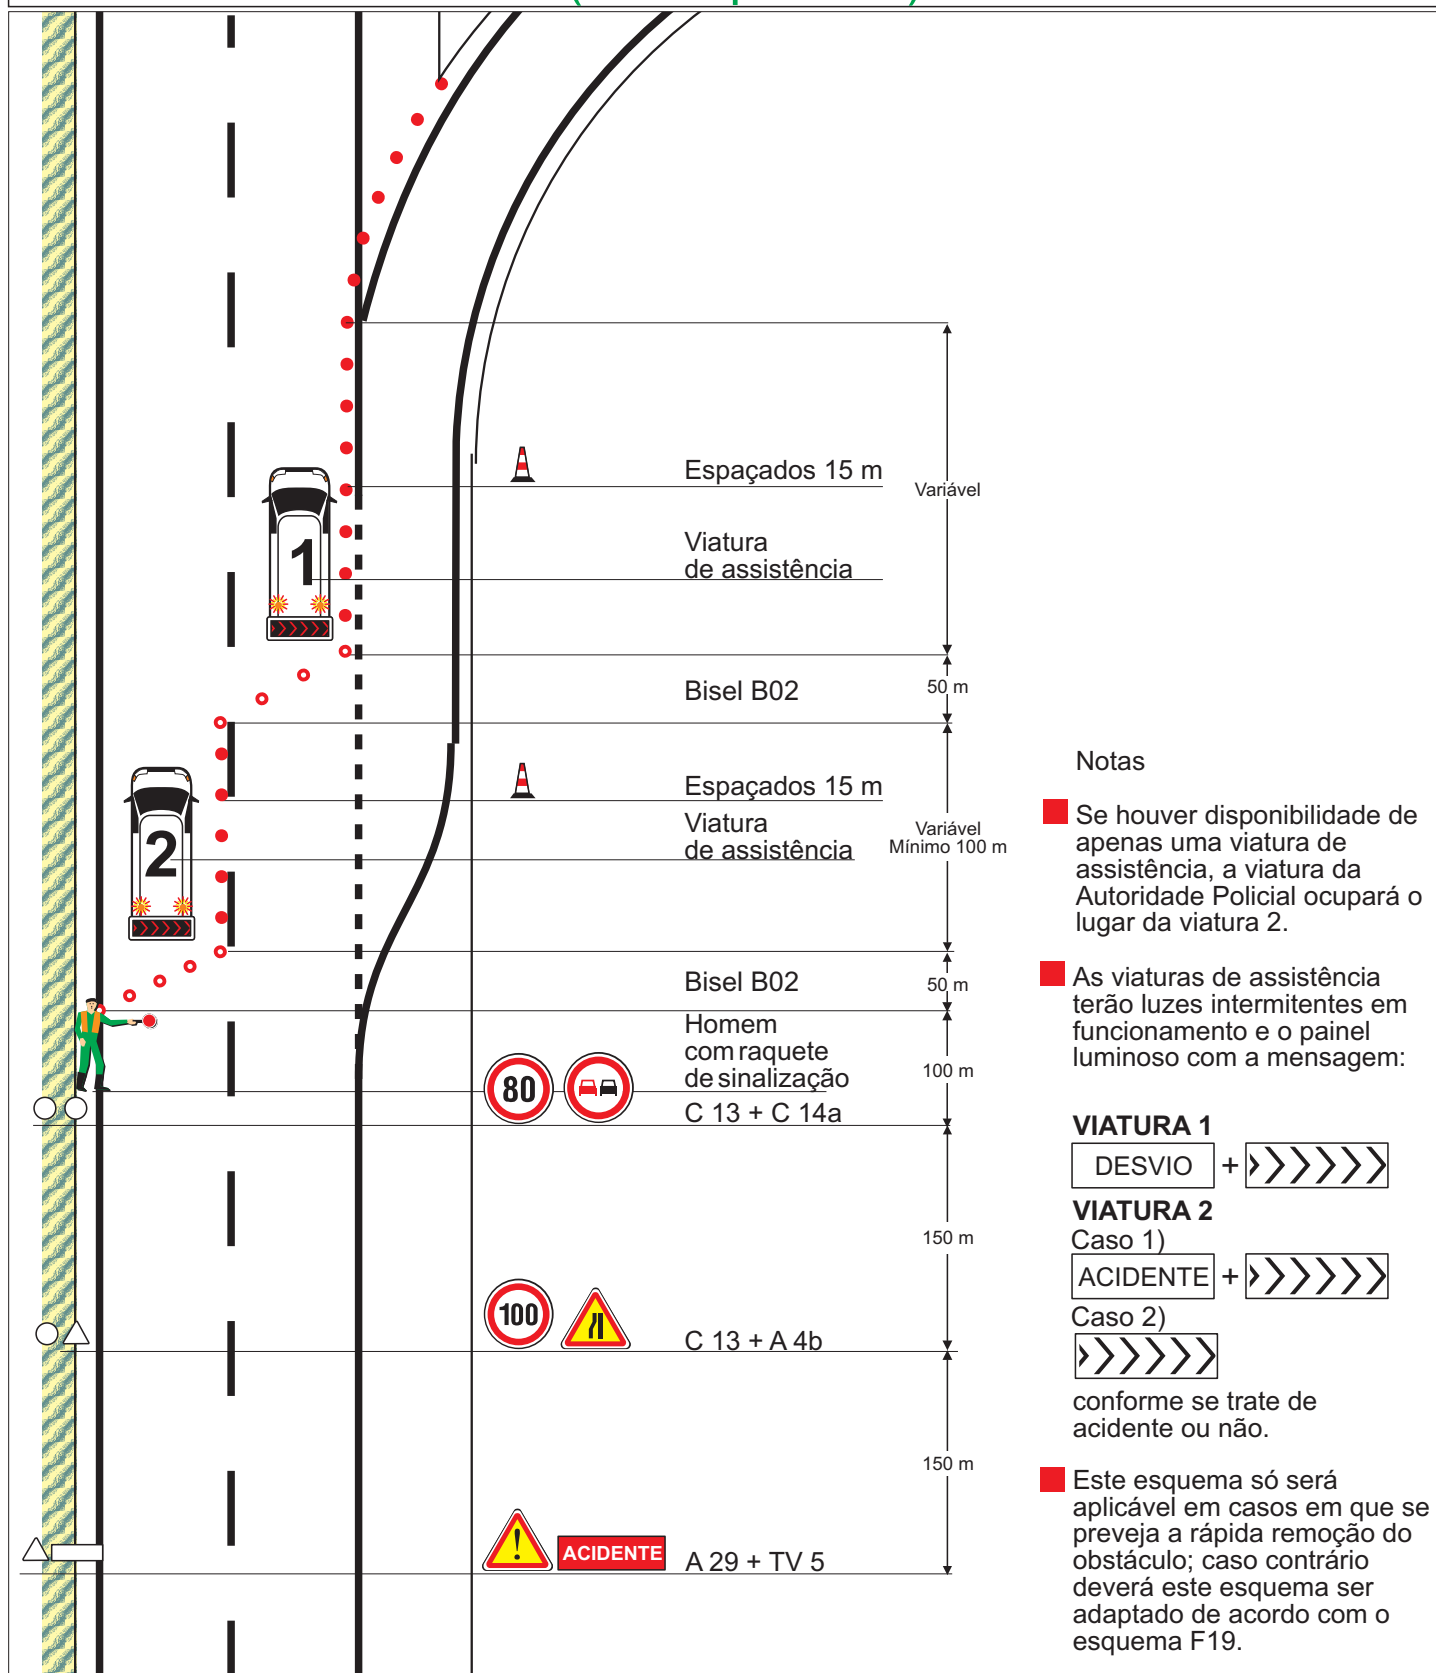 Espaçados 15 m
Variável
1
Viatura
de assistência
Bisel B02
50 m
Espaçados 15 m
2
Viatura
de assistência
Variável
Mínimo 100 m
Bisel B02
50 m
Homem
com raquete
de sinalização
80
C 13 + C 14a
100 m
150 m
100
C 13 + A 4b
150 m
!
ACIDENTE
A 29 + TV 5
Notas
Se houver disponibilidade de
apenas uma viatura de
assistência, a viatura da
Autoridade Policial ocupará o
lugar da viatura 2.
As viaturas de assistência
terão luzes intermitentes em
funcionamento e o painel
luminoso com a mensagem:
VIATURA 1
DESVIO +
VIATURA 2
Caso 1)
ACIDENTE +
Caso 2)
conforme se trate de
acidente ou não.
Este esquema só será
aplicável em casos em que se
preveja a rápida remoção do
obstáculo; caso contrário
deverá este esquema ser
adaptado de acordo com o
esquema F19.